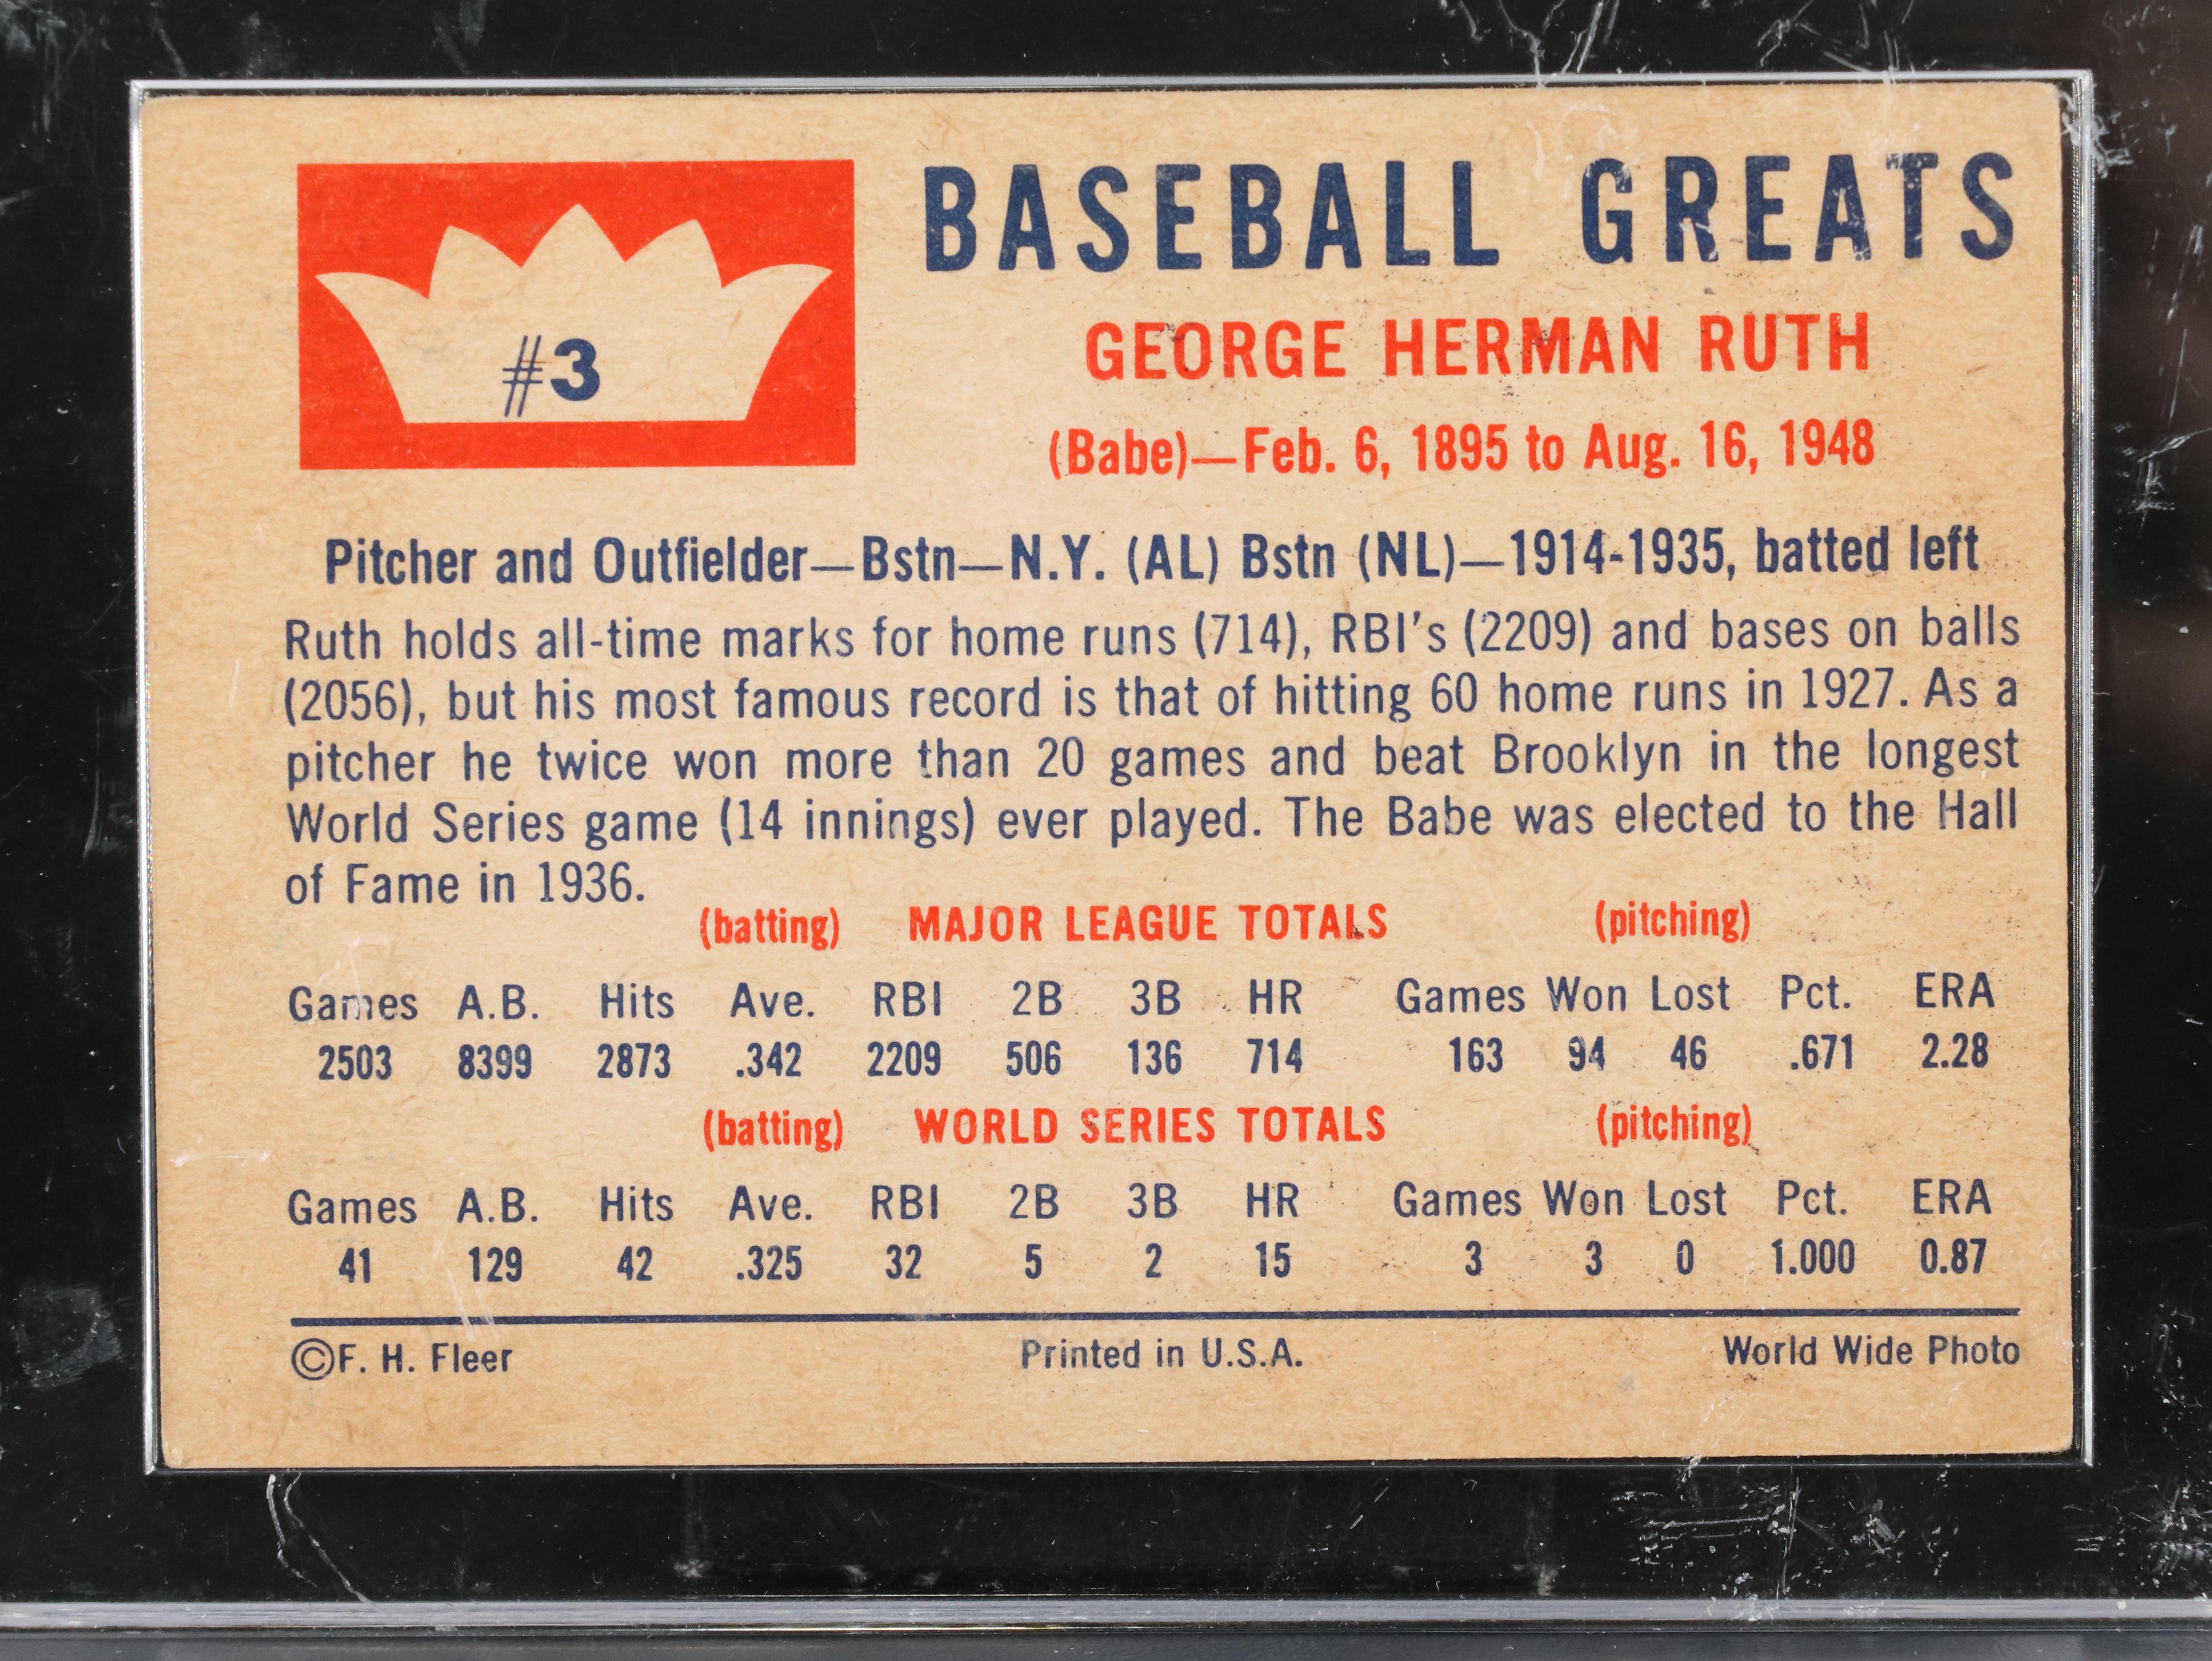 #3
BASEBALL GREATS
GEORGE HERMAN RUTH
(Babe)—Feb. 6, 1895 to Aug. 16, 1948
Pitcher and Outfielder—Bstn—N.Y. (AL) Bstn (NL)—1914-1935, batted left
Ruth holds all-time marks for home runs (714), RBI's (2209) and bases on balls
(2056), but his most famous record is that of hitting 60 home runs in 1927. As a
pitcher he twice won more than 20 games and beat Brooklyn in the longest
World Series game (14 innings) ever played. The Babe was elected to the Hall
of Fame in 1936.
(batting) MAJOR LEAGUE TOTALS (pitching)
Games A.B. Hits Ave. RBI 2B 3B HR Games Won Lost Pct. ERA
2503 8399 2873 .342 2209 506 136 714 163 94 46 .671 2.28
(batting) WORLD SERIES TOTALS (pitching)
Games A.B. Hits Ave. RBI 2B 3B HR Games Won Lost Pct. ERA
41 129 42 .325 32 5 2 15 3 3 0 1.000 0.87
©F. H. Fleer Printed in U.S.A. World Wide Photo